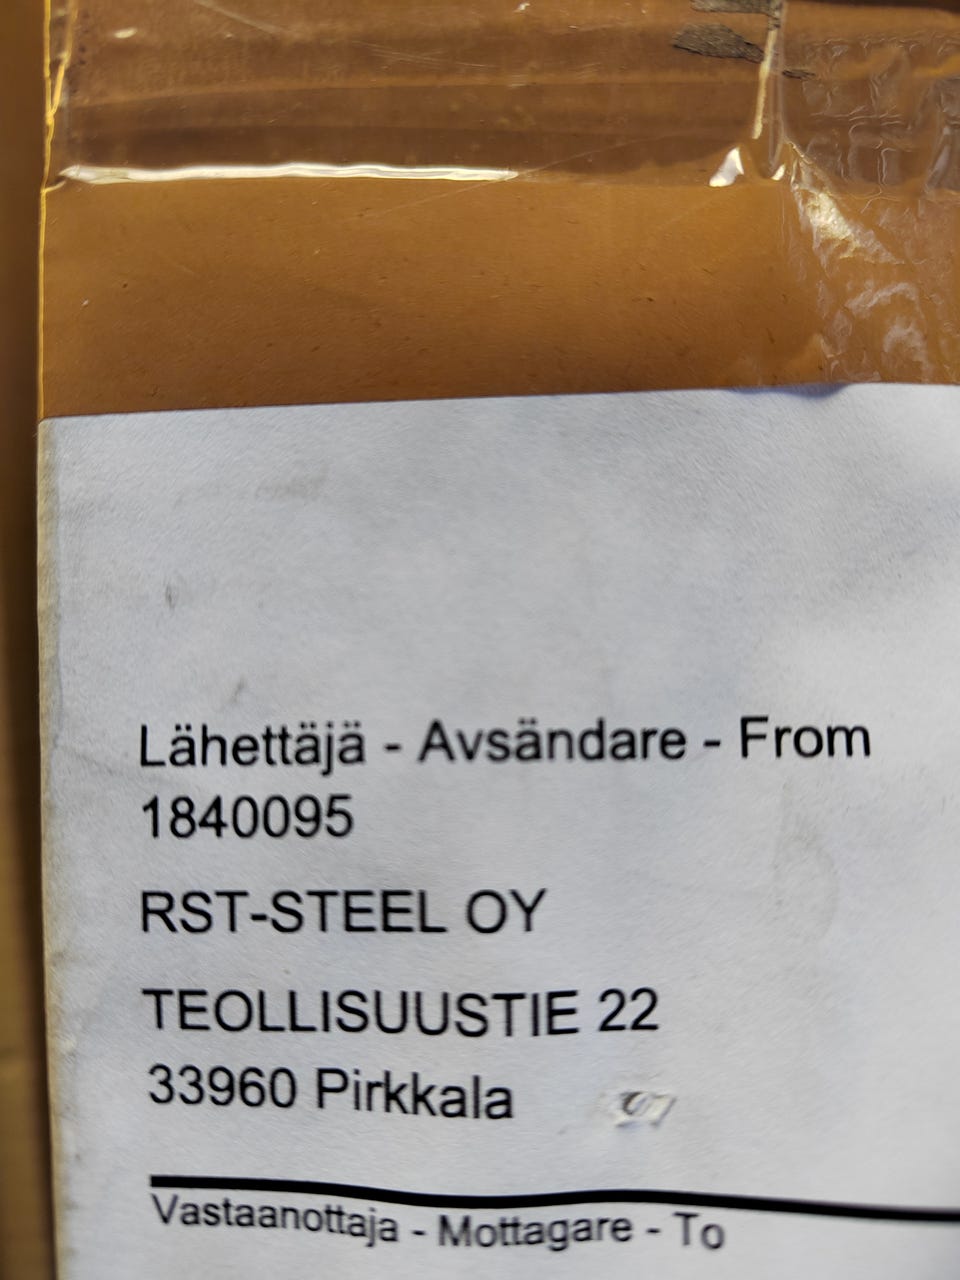 Lähettäjä - Avsändare - From
1840095
RST-STEEL OY
TEOLLISUUSTIE 22
33960 Pirkkala
Vastaanottaja - Mottagare - To